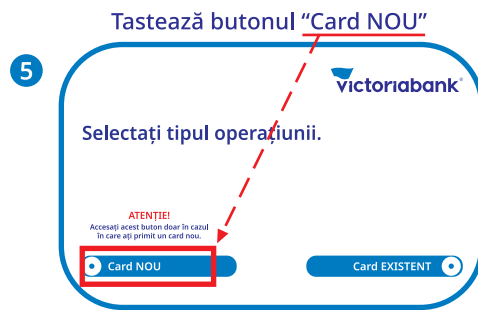 Tastează butonul “Card NOU”
5
victoriabank
Selectați tipul operațiunii.
ATENȚIE!
Accesați acest buton doar în cazul
în care ați primit un card nou.
Card NOU
Card EXISTENT